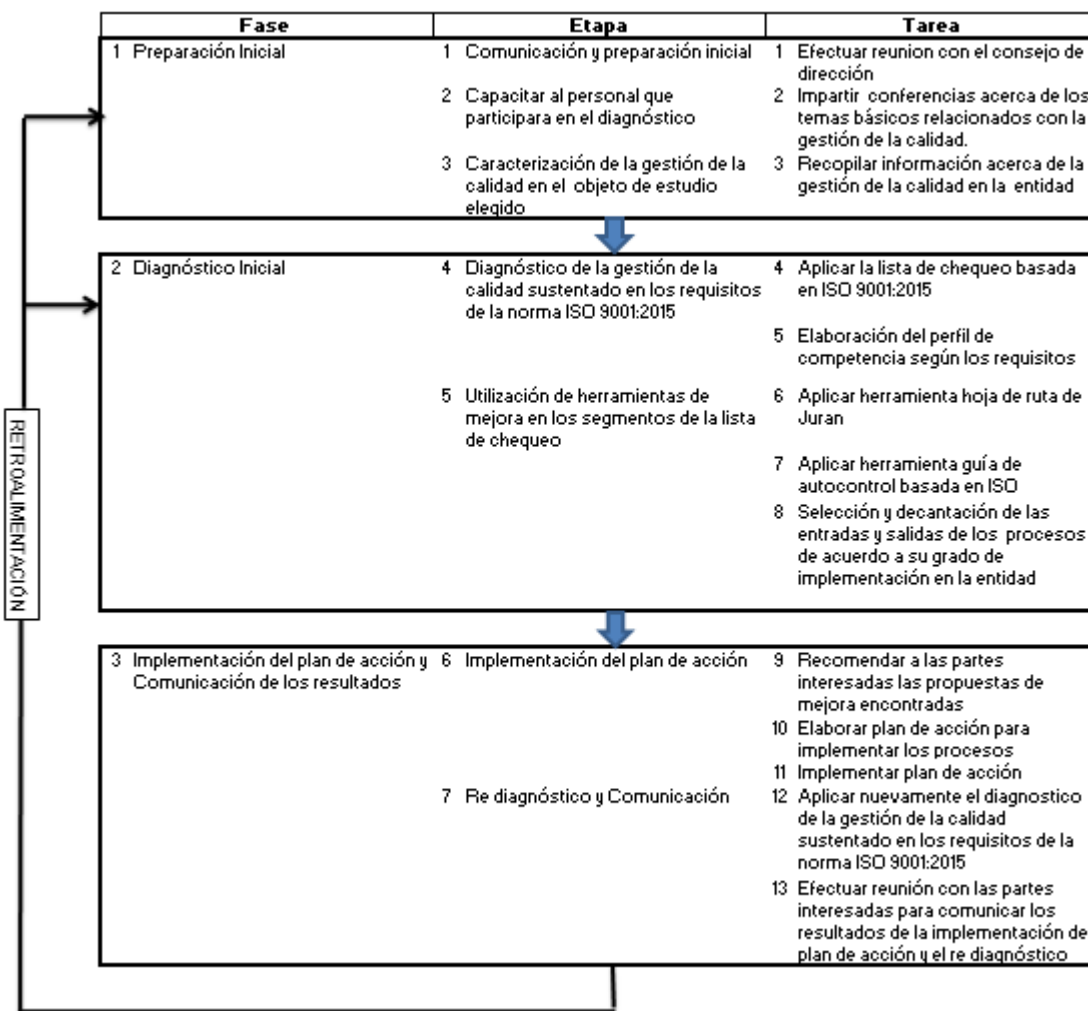 Fase Etapa Tarea
1 Preparación Inicial
1 Comunicación y preparación inicial
2 Capacitar al personal que
participara en el diagnóstico
3 Caracterización de la gestión de la
calidad en el objeto de estudio
elegido
1 Efectuar reunion con el consejo de
dirección
2 Impartir conferencias acerca de los
temas básicos relacionados con la
gestión de la calidad.
3 Recopilar información acerca de la
gestión de la calidad en la entidad
2 Diagnóstico Inicial
4 Diagnóstico de la gestión de la
calidad sustentado en los requisitos
de la norma ISO 9001:2015
5 Utilización de herramientas de
mejora en los segmentos de la lista
de chequeo
4 Aplicar la lista de chequeo basada
en ISO 9001:2015
5 Elaboración del perfil de
competencia según los requisitos
6 Aplicar herramienta hoja de ruta de
Juran
7 Aplicar herramienta guía de
autocontrol basada en ISO
8 Selección y decantación de las
entradas y salidas de los procesos
de acuerdo a su grado de
implementación en la entidad
3 Implementación del plan de acción y
Comunicación de los resultados
6 Implementación del plan de acción
7 Re diagnóstico y Comunicación
9 Recomendar a las partes
interesadas las propuestas de
mejora encontradas
10 Elaborar plan de acción para
implementar los procesos
11 Implementar plan de acción
12 Aplicar nuevamente el diagnostico
de la gestión de la calidad
sustentado en los requisitos de la
norma ISO 9001:2015
13 Efectuar reunión con las partes
interesadas para comunicar los
resultados de la implementación de
plan de acción y el re diagnóstico
RETROALIMENTACIÓN